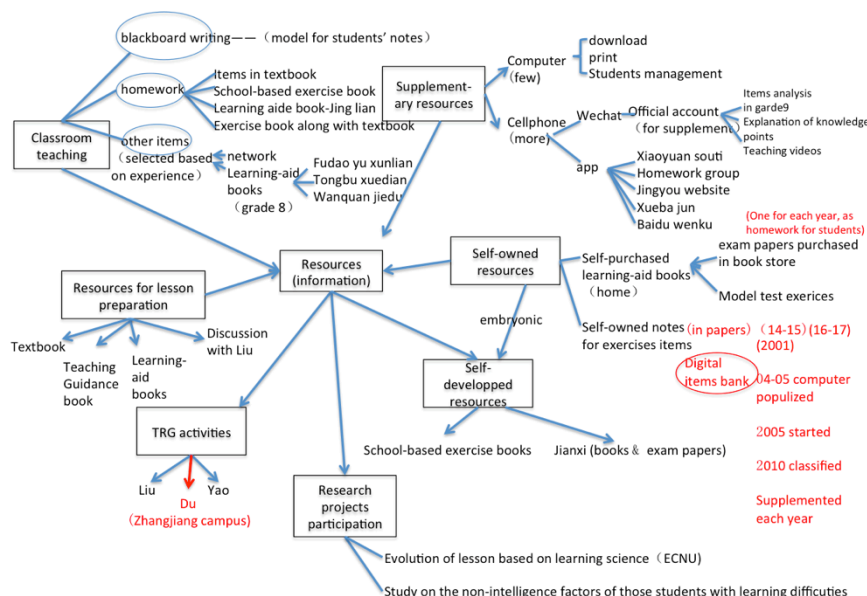 blackboard writing——（model for students' notes）
homework
Items in textbook
School-based exercise book
Learning aide book-Jing lian
Exercise book along with textbook
Classroom
teaching
other items
（selected based
on experience）
network
Learning-aid
books
（grade 8）
Fudao yu xunlian
Tongbu xuedian
Wanquan jiedu
Supplement-
ary resources
Computer
(few)
download
print
Students management
Cellphone
(more)
Wechat
Official account
（for supplement）
Items analysis
in garde9
Explanation of knowledge
points
Teaching videos
app
Xiaoyuan souti
Homework group
Jingyou website
Xueba jun
Baidu wenku
Resources
(information)
Self-owned
resources
Self-purchased
learning-aid books
（home）
(One for each year, as
homework for students)
exam papers purchased
in book store
Model test exerices
Self-owned notes
for exercises items
(in papers) （14-15）(16-17)
(2001)
Digital
items bank
04-05 computer
populized
2005 started
2010 classified
Supplemented
each year
Resources for lesson
preparation
Textbook
Teaching
Guidance
book
Learning-
aid
books
Discussion
with Liu
embryonic
Self-
developped
resources
School-based exercise books
Jianxi (books & exam papers)
TRG activities
Liu
Du
（Zhangjiang campus）
Yao
Research
projects
participation
Evolution of lesson based on learning science（ECNU）
Study on the non-intelligence factors of those students with learning difficuties